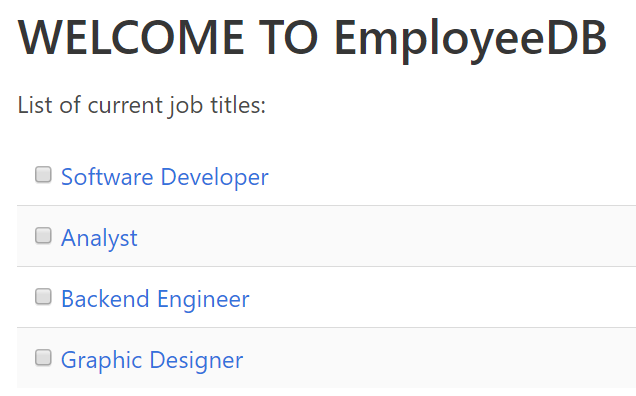 WELCOME TO EmployeeDB
List of current job titles:
Software Developer
Analyst
Backend Engineer
Graphic Designer